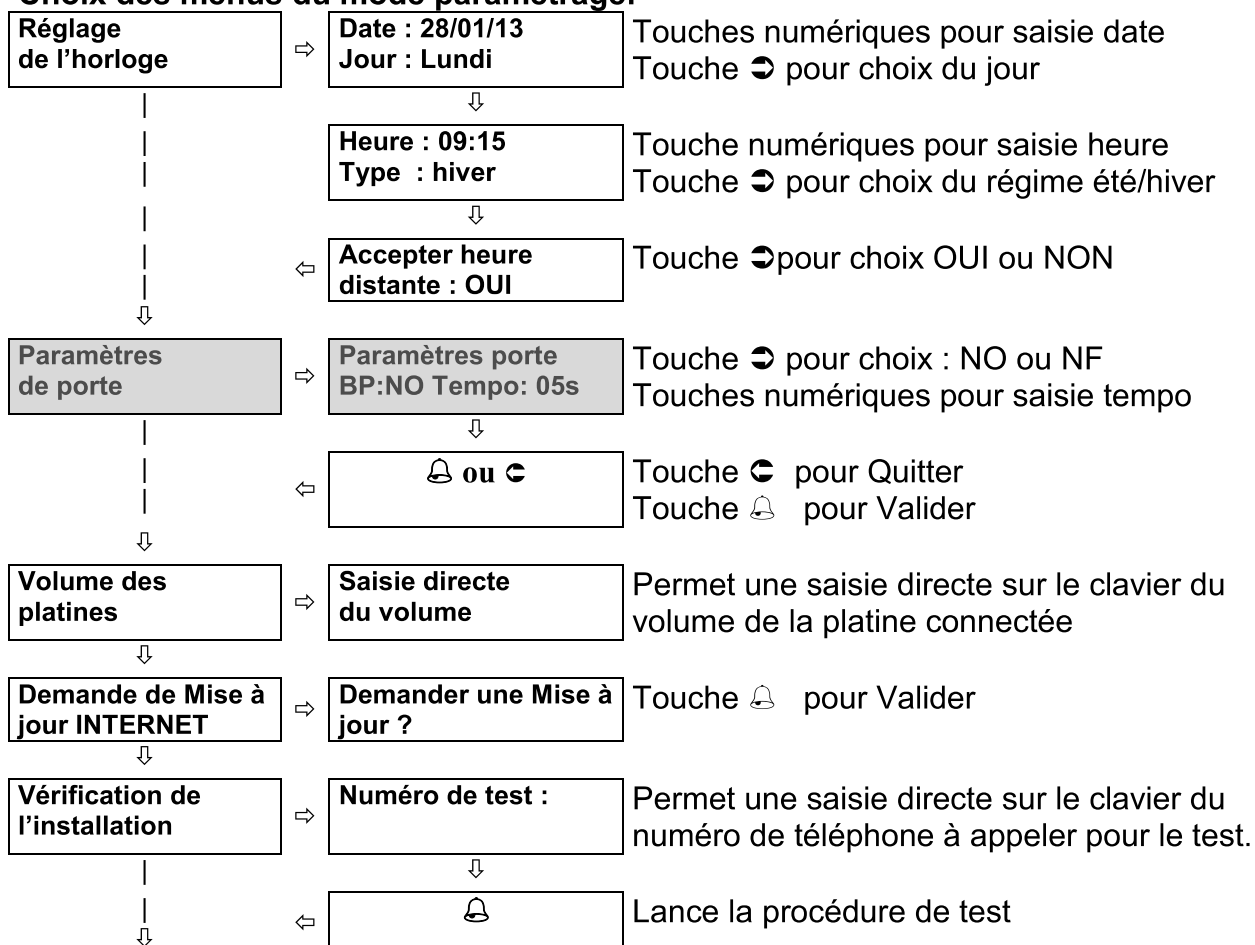 Choix des menus du mode paramétrage.
Réglage
de l'horloge
⇨
Date : 28/01/13
Jour : Lundi
Touches numériques pour saisie date
Touche ➲ pour choix du jour
Heure : 09:15
Type : hiver
Touche numériques pour saisie heure
Touche ➲ pour choix du régime été/hiver
Accepter heure
distante : OUI
Touche ➲pour choix OUI ou NON
Paramètres
de porte
Paramètres porte
BP:NO Tempo: 05s
Touche ➲ pour choix : NO ou NF
Touches numériques pour saisie tempo
ou
Touche pour Quitter
Touche pour Valider
Volume des
platines
Saisie directe
du volume
Permet une saisie directe sur le clavier du
volume de la platine connectée
Demande de Mise à
jour INTERNET
Demander une Mise à
jour ?
Touche pour Valider
Vérification de
l'installation
Numéro de test :
Permet une saisie directe sur le clavier du
numéro de téléphone à appeler pour le test.
Lance la procédure de test